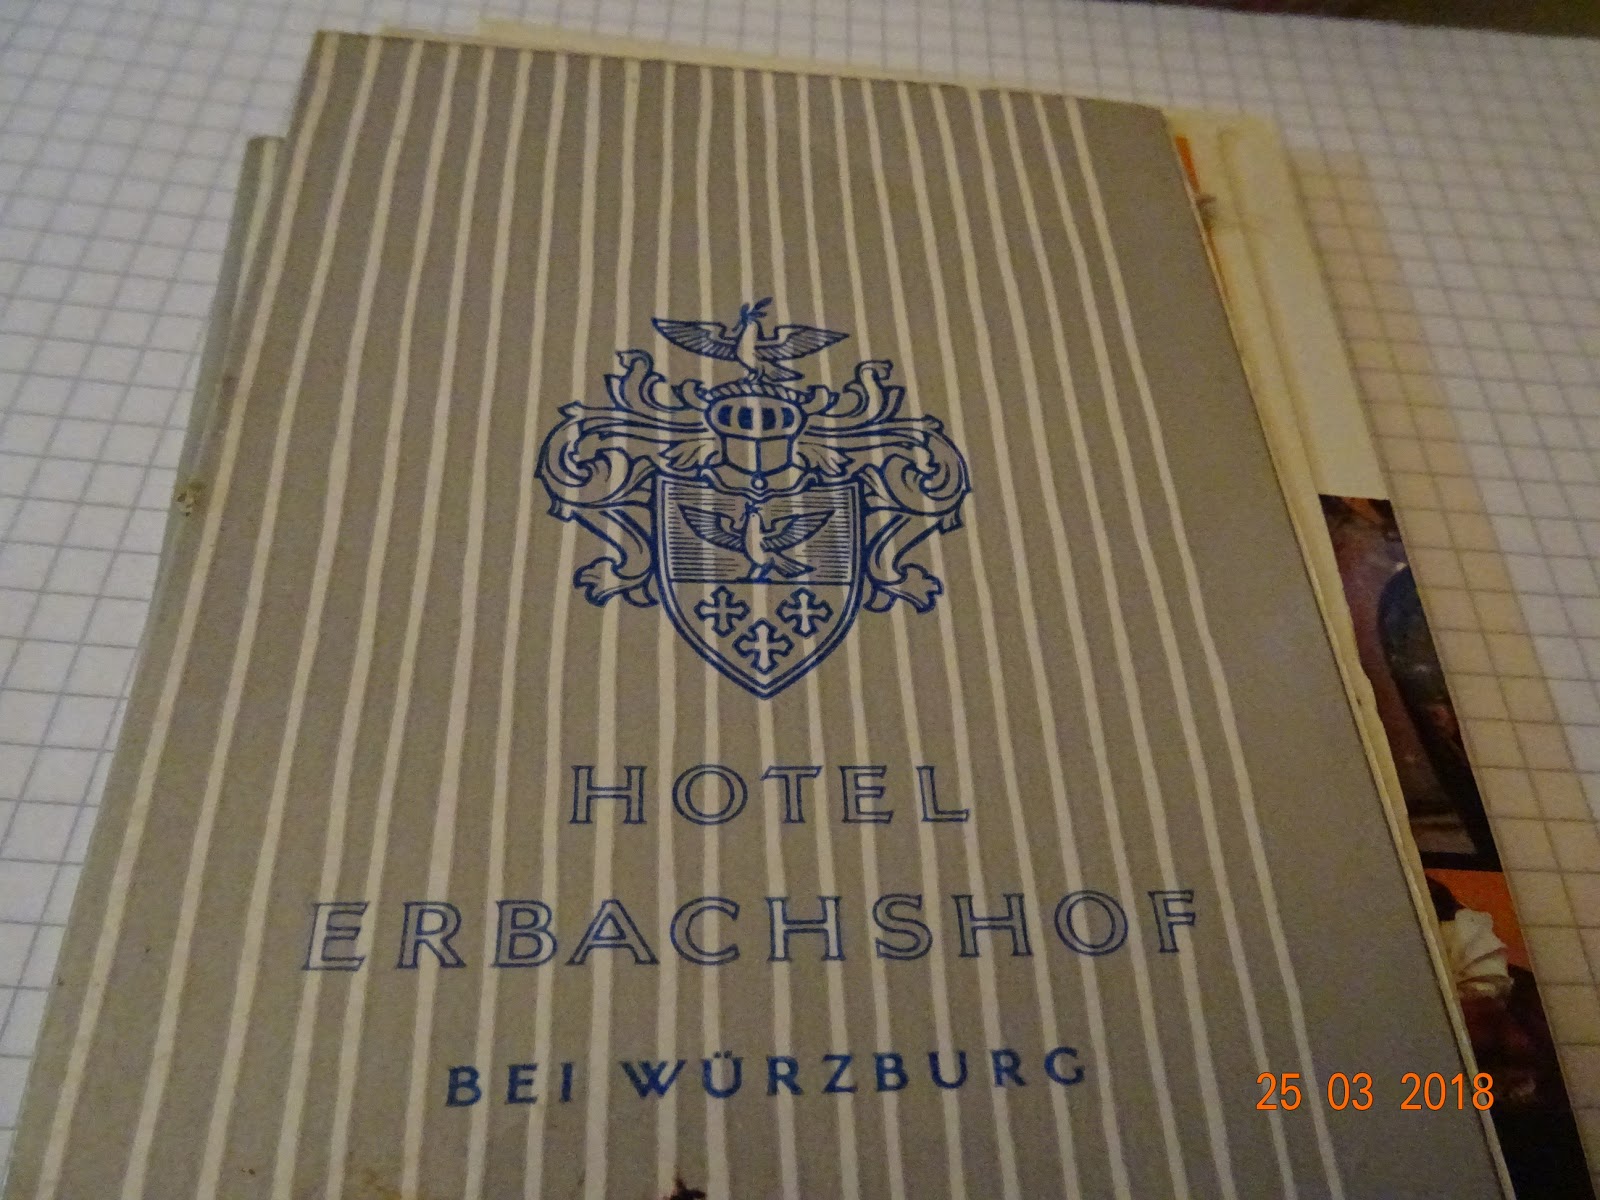 HOTEL
ERBACHSHOF
BEI WÜRZBURG
25 03 2018